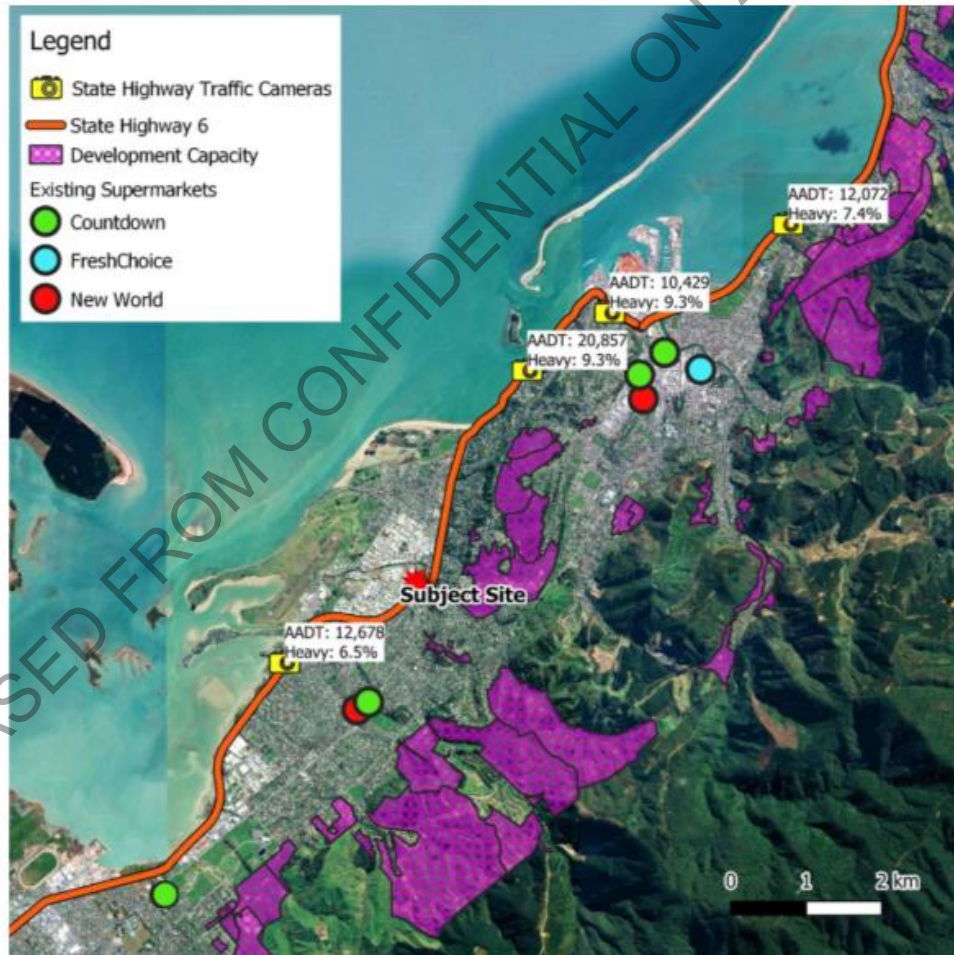 Legend
State Highway Traffic Cameras
State Highway 6
Development Capacity
Existing Supermarkets
Countdown
FreshChoice
New World
AADT: 12,072
Heavy: 7.4%
AADT: 10,429
Heavy: 9.3%
AADT: 20,857
Heavy: 9.3%
Subject Site
AADT: 12,678
Heavy: 6.5%
0 1 2 km
ASED FROM CONFIDENTIAL ON